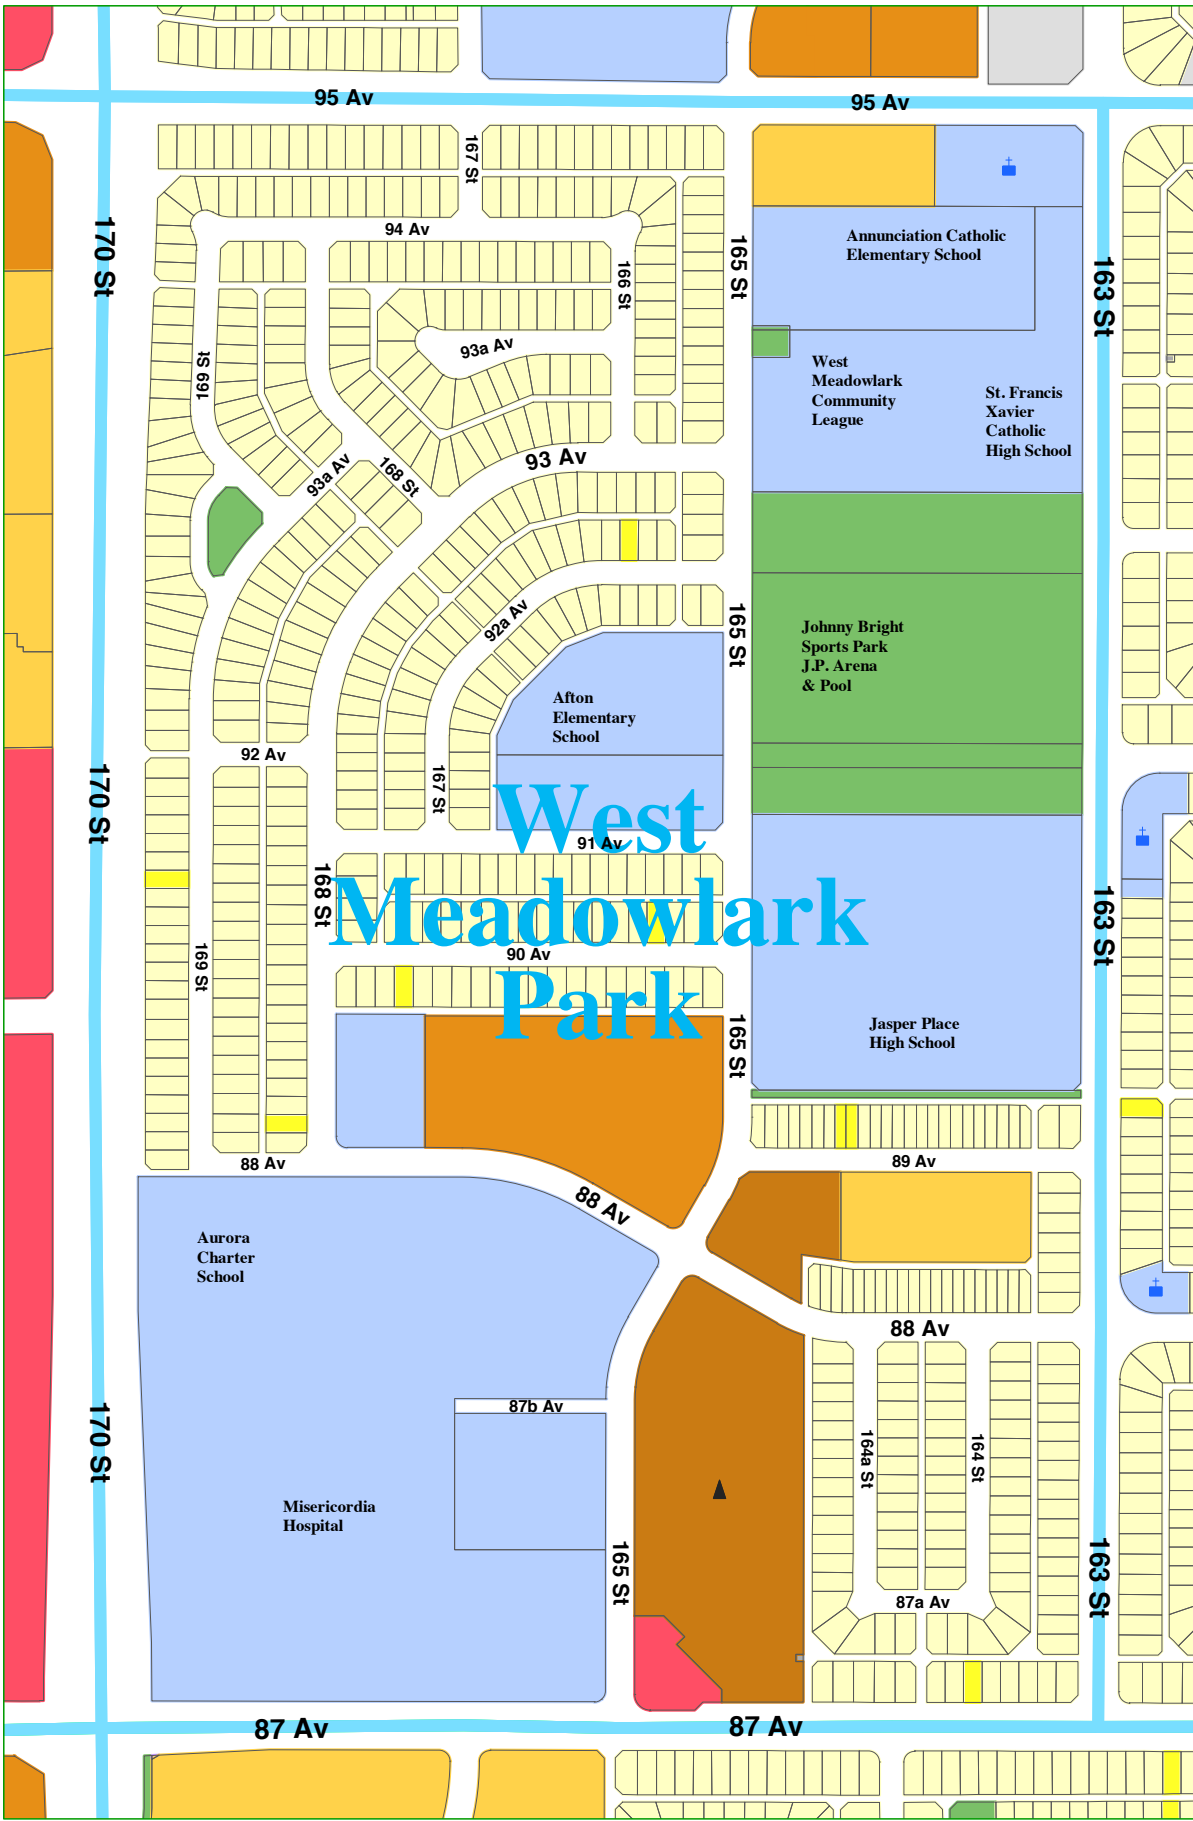 95 Av
95 Av
167 St
94 Av
170 St
165 St
166 St
163 St
Annunciation Catholic
Elementary School
93a Av
169 St
West
Meadowlark
Community
League
St. Francis
Xavier
Catholic
High School
93 Av
93a Av
168 St
92a Av
165 St
Johnny Bright
Sports Park
J.P. Arena
& Pool
Afton
Elementary
School
92 Av
170 St
167 St
91 Av
West
Meadowlark
Park
168 St
163 St
169 St
90 Av
165 St
Jasper Place
High School
88 Av
89 Av
88 Av
Aurora
Charter
School
88 Av
87b Av
170 St
164a St
164 St
Misericordia
Hospital
165 St
163 St
87a Av
87 Av
87 Av